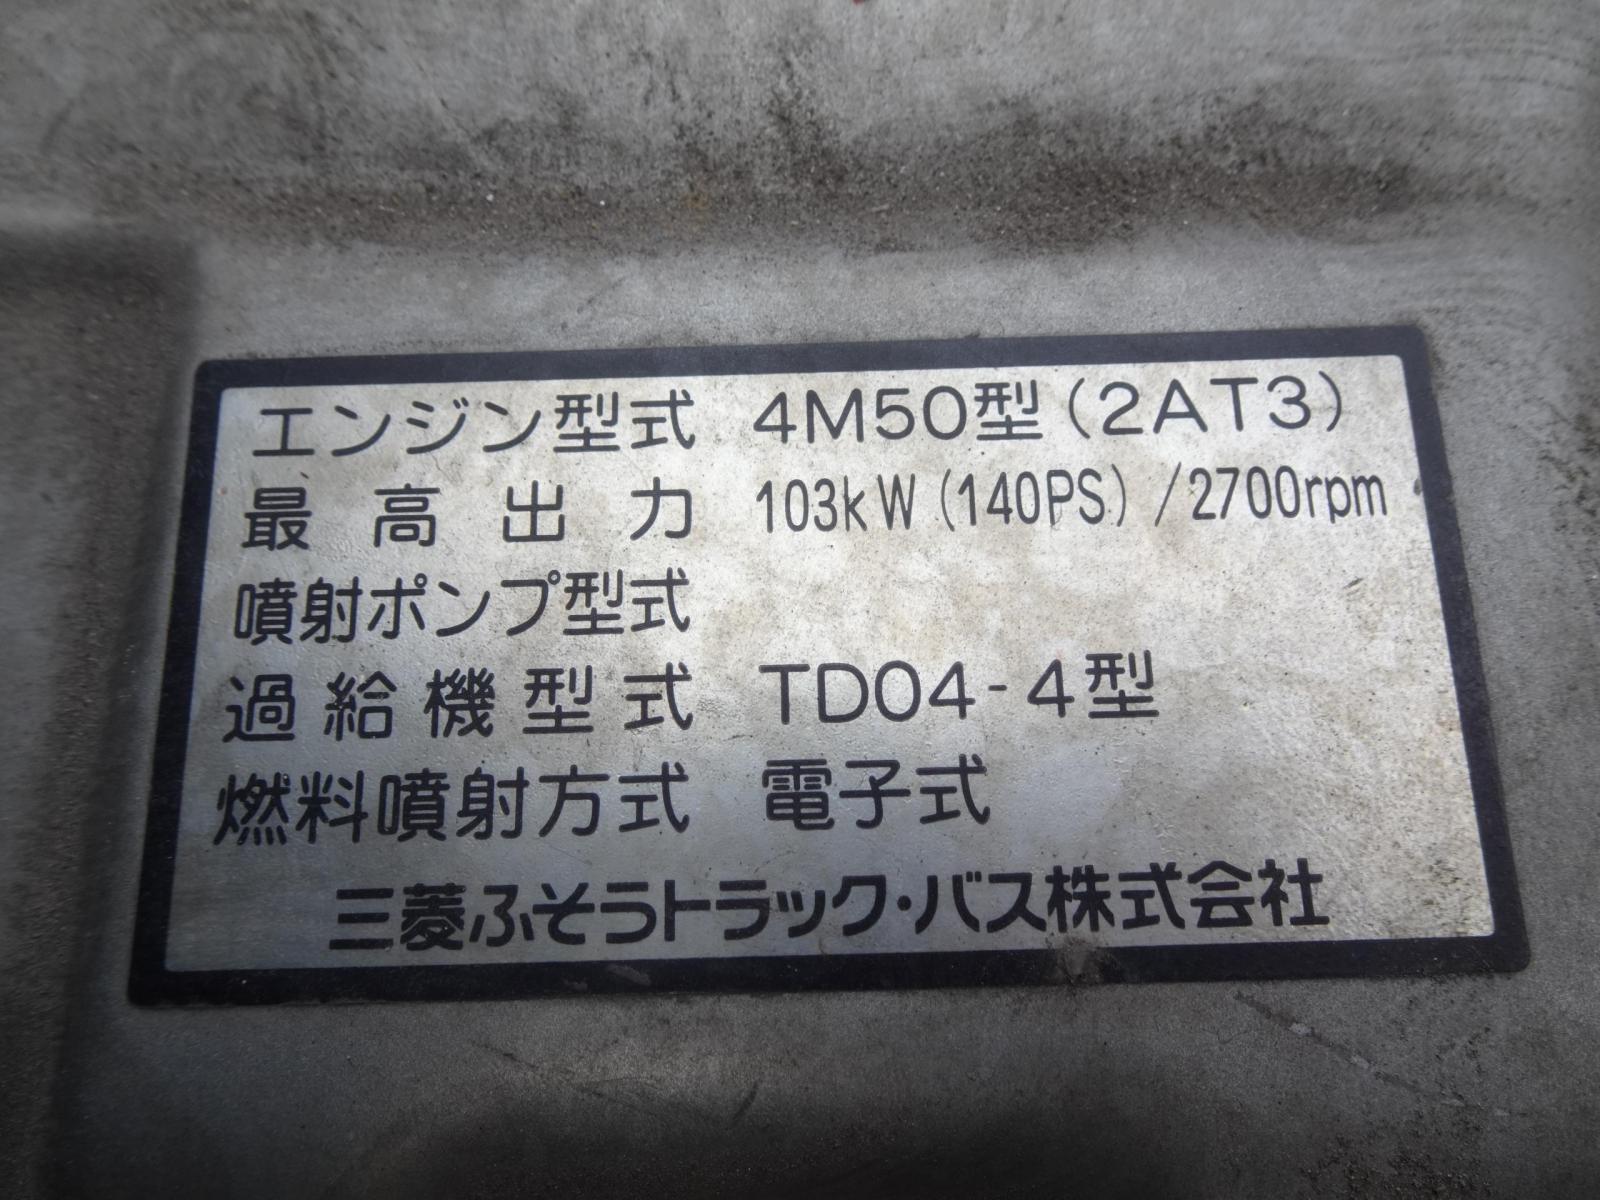 エンジン型式 4M50型(2AT3)
最高出力 103kW(140PS)/2700rpm
噴射ポンプ型式
過給機型式 TD04-4型
燃料噴射方式 電子式
三菱ふそうトラック・バス株式会社